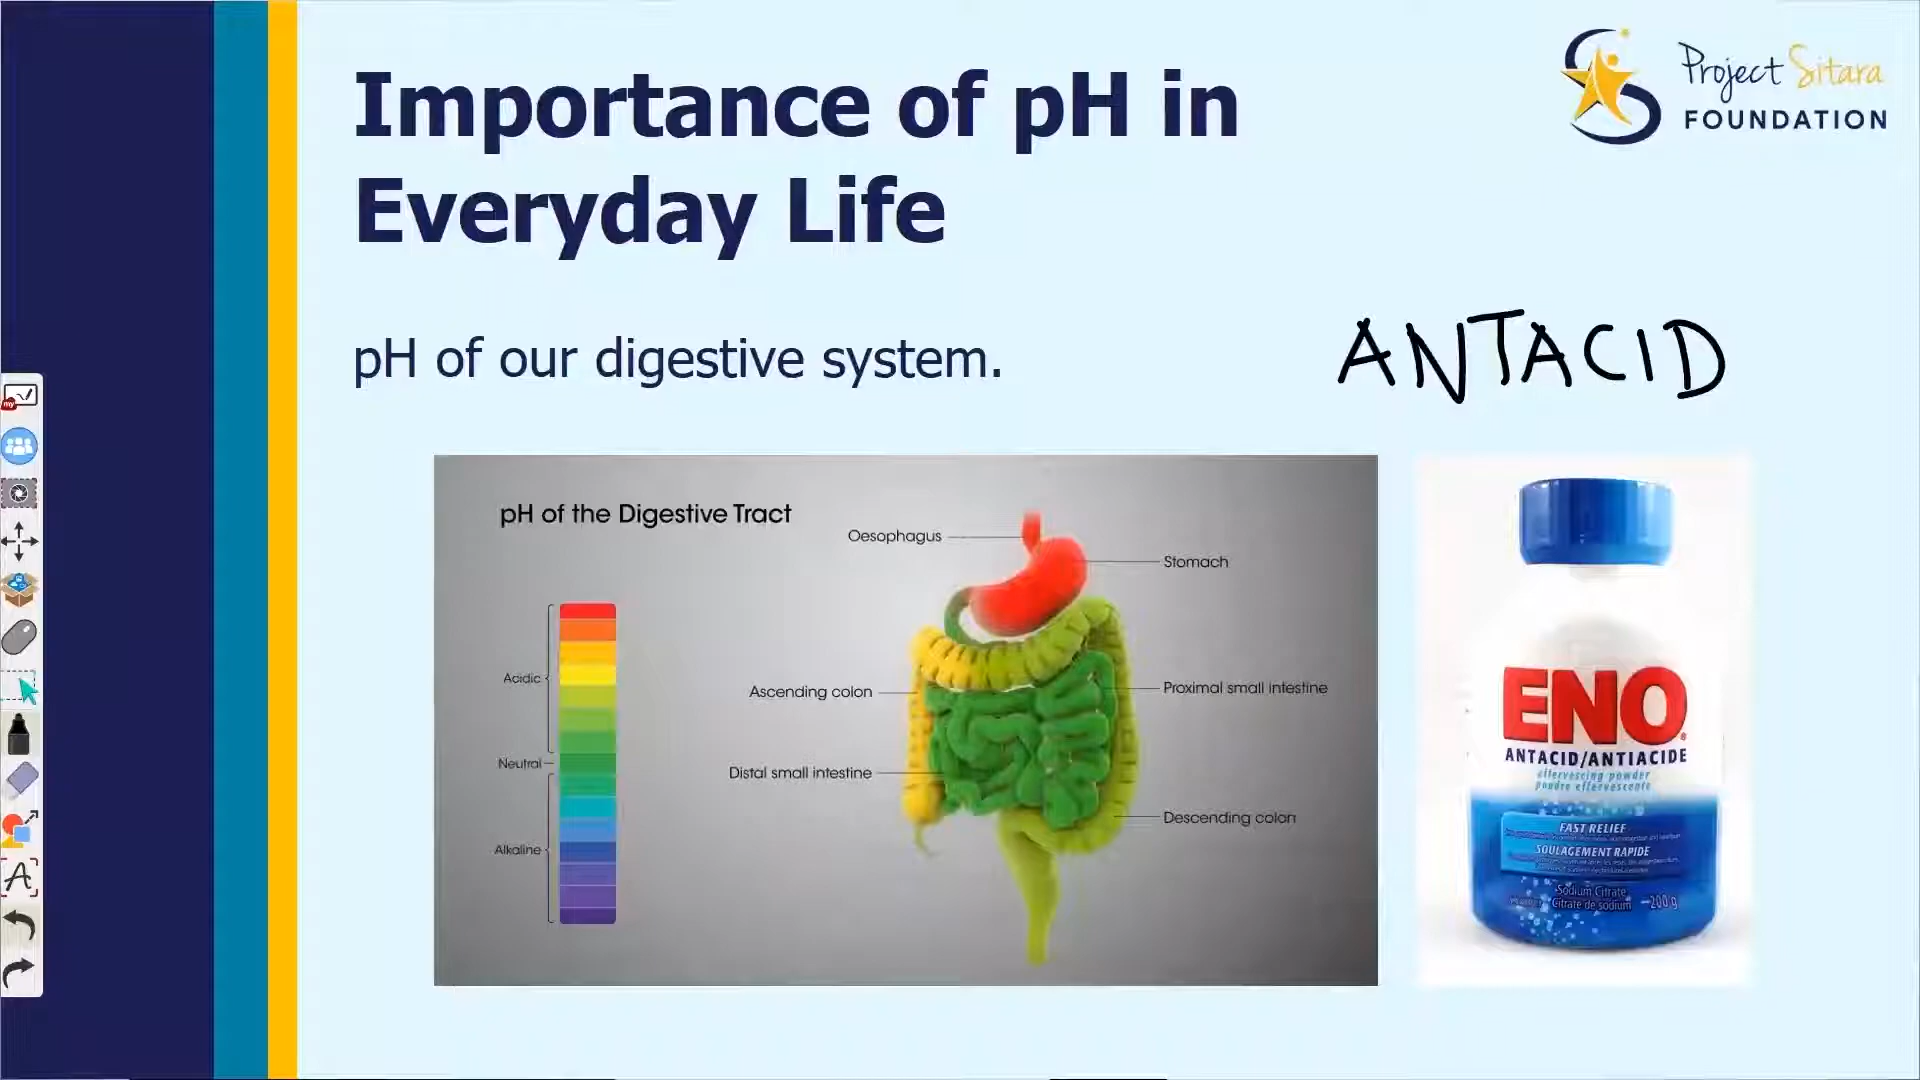 Importance of pH in
Everyday Life
Project Sitara
FOUNDATION
pH of our digestive system.
ANTACID
pH of the Digestive Tract
Oesophagus
Stomach
Acidic
Ascending colon
Proximal small intestine
Neutral
Distal small intestine
Descending colon
Alkaline
ENO
ANTACID/ANTIACIDE
effervescing powder
poudre effervescente
FAST RELIEF
SOULAGEMENT RAPIDE
Sodium Citrate
Citrate de sodium
200 g
my
A